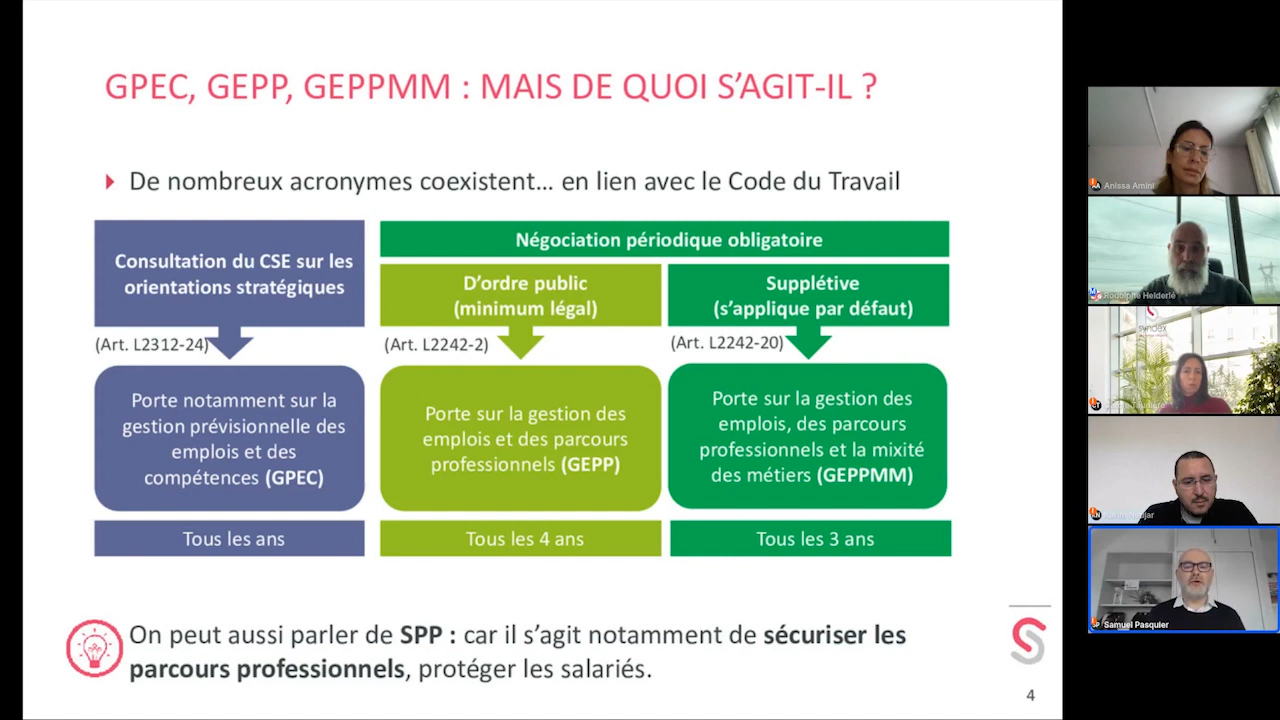 GPEC, GEPP, GEPPMM : MAIS DE QUOI S'AGIT-IL ?
De nombreux acronymes coexistent... en lien avec le Code du Travail
Consultation du CSE sur les
orientations stratégiques
Négociation périodique obligatoire
D'ordre public
(minimum légal)
Supplétive
(s'applique par défaut)
(Art. L2312-24)
(Art. L2242-2)
(Art. L2242-20)
Porte notamment sur la
gestion prévisionnelle des
emplois et des
compétences (GPEC)
Porte sur la gestion des
emplois et des parcours
professionnels (GEPP)
Porte sur la gestion des
emplois, des parcours
professionnels et la mixité
des métiers (GEPPMM)
Tous les ans
Tous les 4 ans
Tous les 3 ans
On peut aussi parler de SPP : car il s'agit notamment de sécuriser les
parcours professionnels, protéger les salariés.
4
Anissa Amini
Rodolphe Helderlé
syndex
Samuel Pasquier